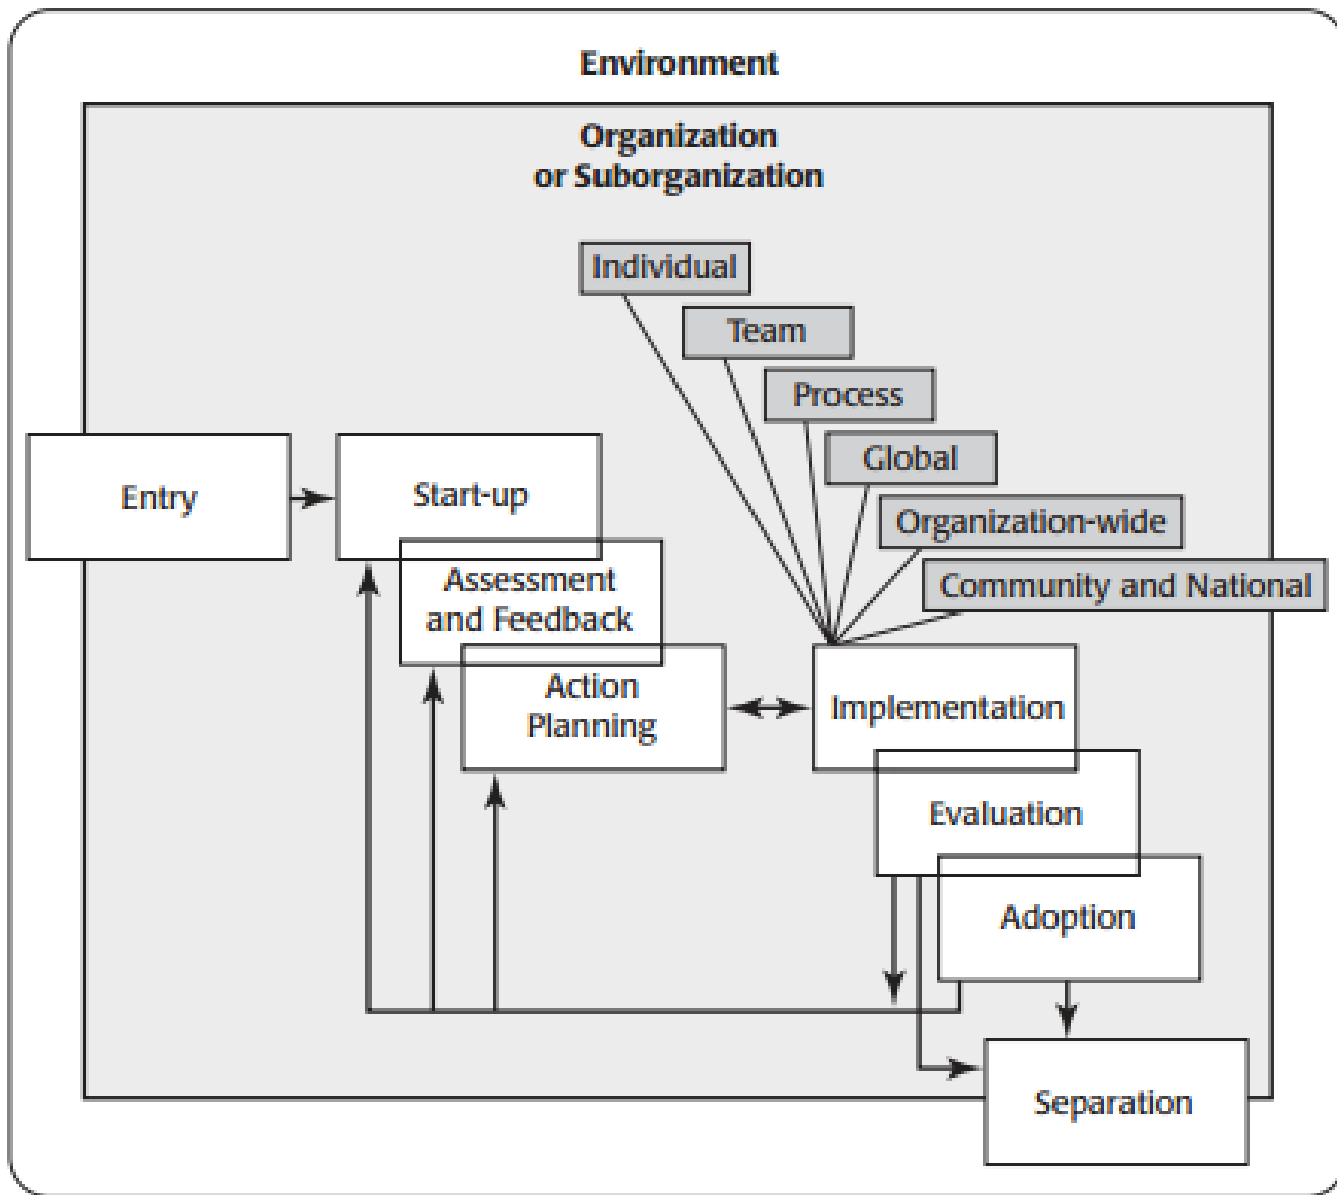 Environment
Organization
or Suborganization
Individual
Team
Process
Global
Organization-wide
Community and National
Entry
Start-up
Assessment
and Feedback
Action
Planning
Implementation
Evaluation
Adoption
Separation